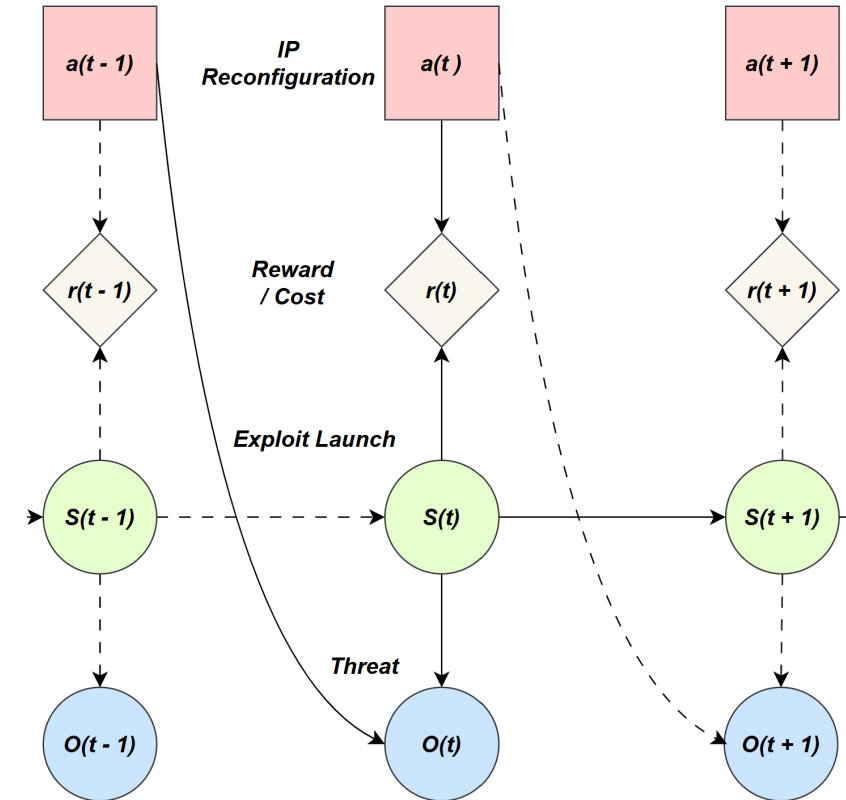 a(t - 1)
IP
Reconfiguration
a(t )
a(t + 1)
r(t - 1)
Reward
/ Cost
r(t)
r(t + 1)
Exploit Launch
S(t - 1)
S(t)
S(t + 1)
Threat
O(t - 1)
O(t)
O(t + 1)